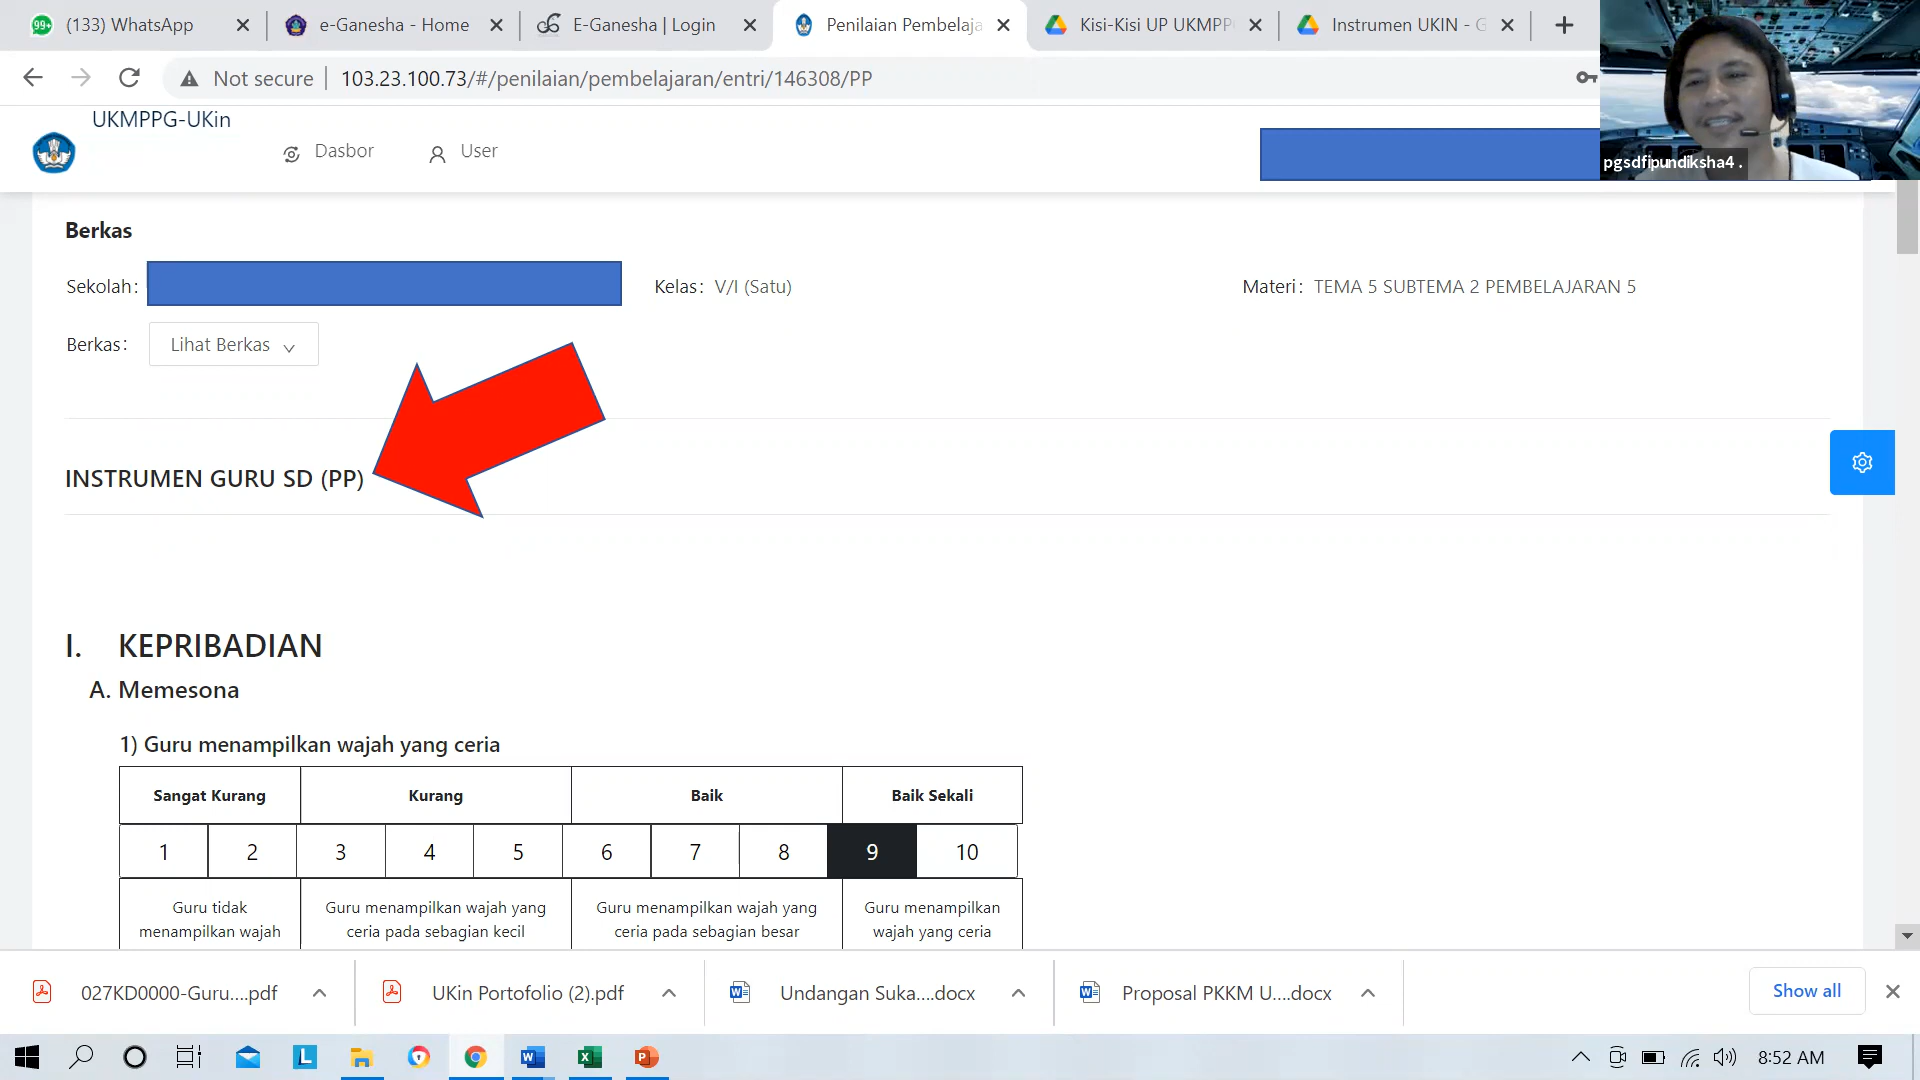 99+ (133) WhatsApp
e-Ganesha - Home
E-Ganesha | Login
Penilaian Pembelaja
Kisi-Kisi UP UKMPP
Instrumen UKIN - G
Not secure 103.23.100.73/#/penilaian/pembelajaran/entri/146308/PP
UKMPPG-UKin
Dasbor
User
pgsdfipundiksha4 .
Berkas
Sekolah:
Kelas: V/I (Satu)
Materi: TEMA 5 SUBTEMA 2 PEMBELAJARAN 5
Berkas: Lihat Berkas
INSTRUMEN GURU SD (PP)
I. KEPRIBADIAN
A. Memesona
1) Guru menampilkan wajah yang ceria
Sangat Kurang Kurang Baik Baik Sekali
1 2 3 4 5 6 7 8 9 10
Guru tidak
menampilkan wajah
Guru menampilkan wajah yang
ceria pada sebagian kecil
Guru menampilkan wajah yang
ceria pada sebagian besar
Guru menampilkan
wajah yang ceria
027KD0000-Guru....pdf
UKin Portofolio (2).pdf
Undangan Suka....docx
Proposal PKKM U....docx
Show all
8:52 AM